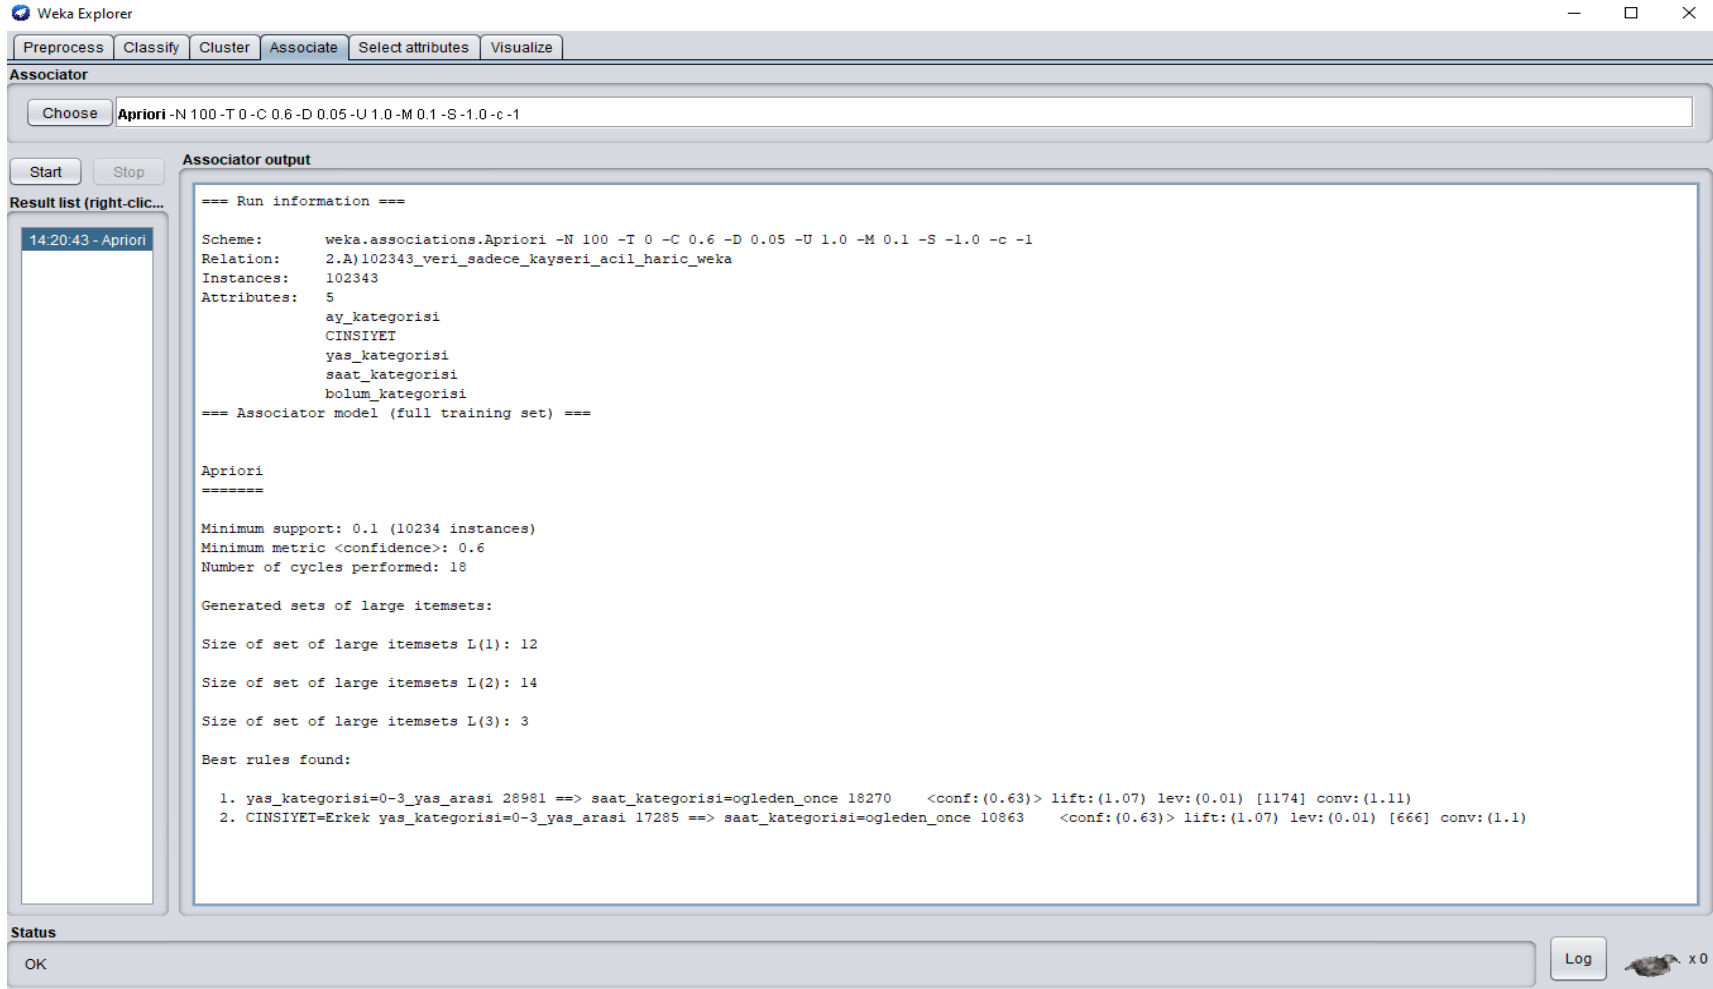 Weka Explorer
Preprocess Classify Cluster Associate Select attributes Visualize
Associator
Choose Apriori -N 100 -T 0 -C 0.6 -D 0.05 -U 1.0 -M 0.1 -S -1.0 -c -1
Start Stop
Result list (right-clic...
14:20:43 - Apriori
Associator output
=== Run information ===
Scheme: weka.associations.Apriori -N 100 -T 0 -C 0.6 -D 0.05 -U 1.0 -M 0.1 -S -1.0 -c -1
Relation: 2.A)102343_veri_sadece_kayseri_acil_haric_weka
Instances: 102343
Attributes: 5
ay_kategorisi
CINSIYET
yas_kategorisi
saat_kategorisi
bolum_kategorisi
=== Associator model (full training set) ===
Apriori
=======
Minimum support: 0.1 (10234 instances)
Minimum metric <confidence>: 0.6
Number of cycles performed: 18
Generated sets of large itemsets:
Size of set of large itemsets L(1): 12
Size of set of large itemsets L(2): 14
Size of set of large itemsets L(3): 3
Best rules found:
1. yas_kategorisi=0-3_yas_arasi 28981 ==> saat_kategorisi=ogleden_once 18270 <conf:(0.63)> lift:(1.07) lev:(0.01) [1174] conv:(1.11)
2. CINSIYET=Erkek yas_kategorisi=0-3_yas_arasi 17285 ==> saat_kategorisi=ogleden_once 10863 <conf:(0.63)> lift:(1.07) lev:(0.01) [666] conv:(1.1)
Status
OK
Log
x 0